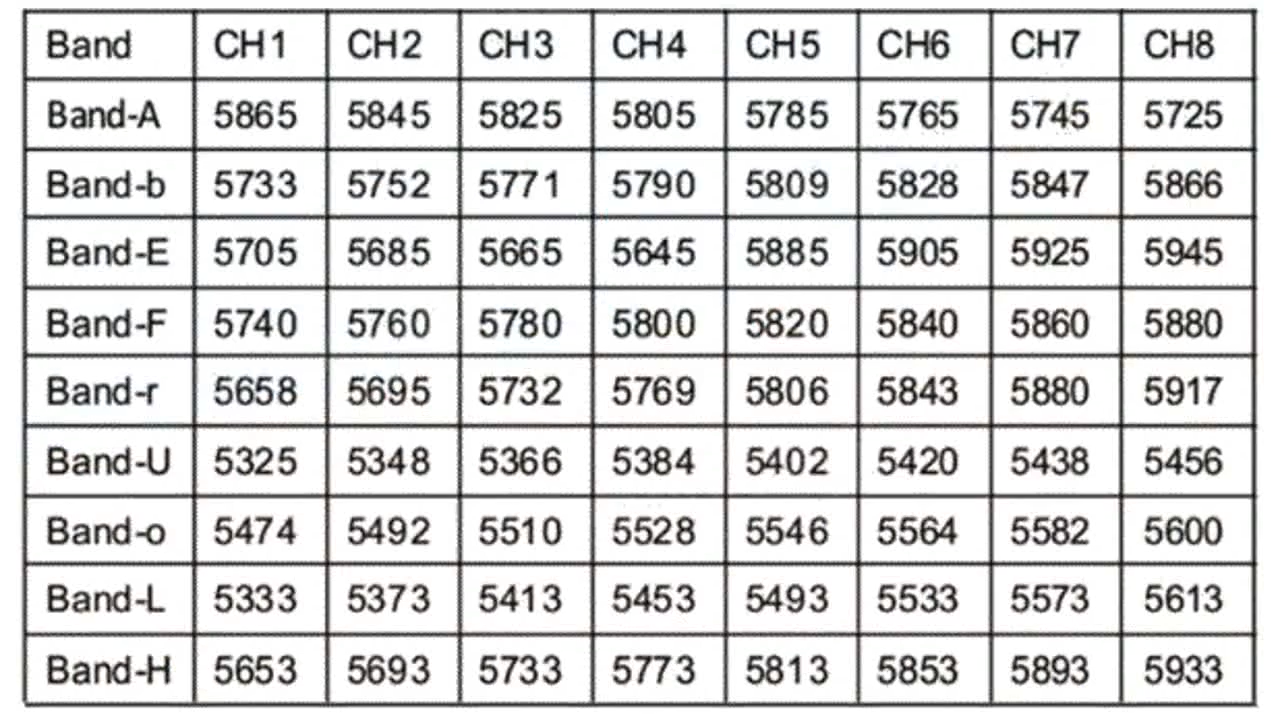 Band CH1 CH2 CH3 CH4 CH5 CH6 CH7 CH8
Band-A 5865 5845 5825 5805 5785 5765 5745 5725
Band-b 5733 5752 5771 5790 5809 5828 5847 5866
Band-E 5705 5685 5665 5645 5885 5905 5925 5945
Band-F 5740 5760 5780 5800 5820 5840 5860 5880
Band-r 5658 5695 5732 5769 5806 5843 5880 5917
Band-U 5325 5348 5366 5384 5402 5420 5438 5456
Band-o 5474 5492 5510 5528 5546 5564 5582 5600
Band-L 5333 5373 5413 5453 5493 5533 5573 5613
Band-H 5653 5693 5733 5773 5813 5853 5893 5933